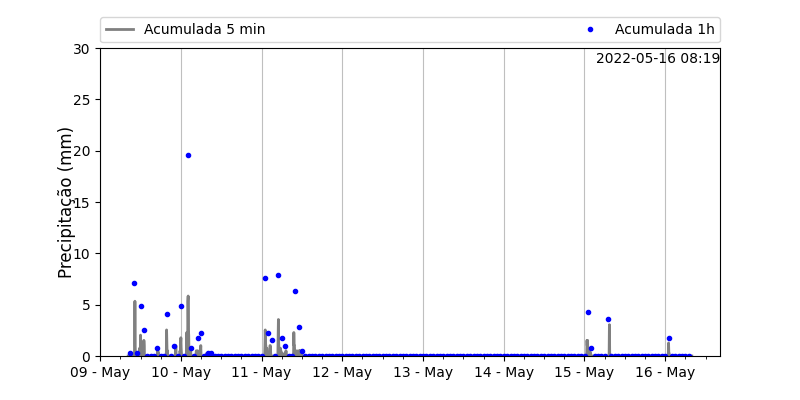 Acumulada 5 min
Acumulada 1h
2022-05-16 08:19
Precipitação (mm)
30
25
20
15
10
5
0
09 - May
10 - May
11 - May
12 - May
13 - May
14 - May
15 - May
16 - May